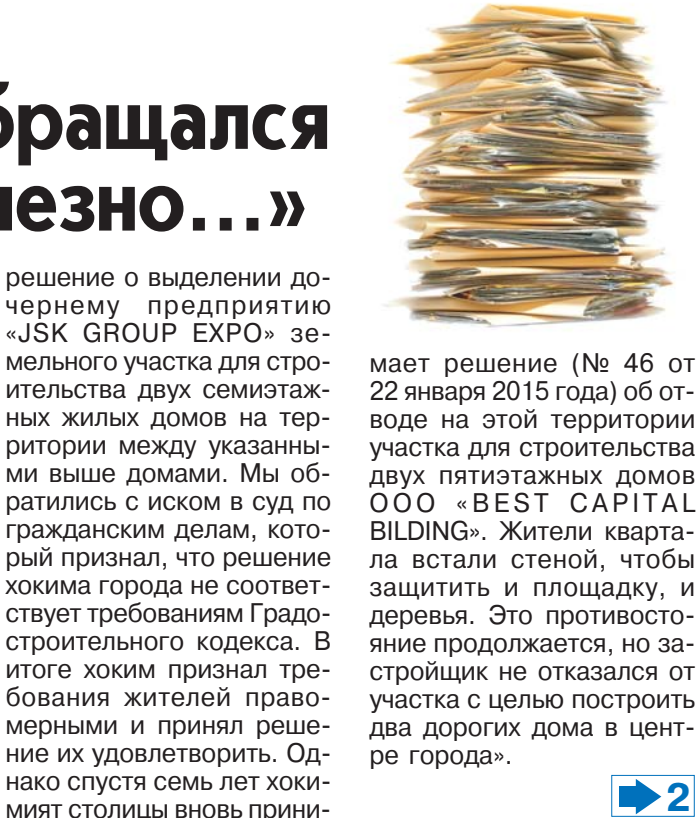 бращался
лезно…»
решение о выделении до-
чернему предприятию
«JSK GROUP EXPO» зе-
мельного участка для стро-
ительства двух семиэтаж-
ных жилых домов на тер-
ритории между указанны-
ми выше домами. Мы об-
ратились с иском в суд по
гражданским делам, кото-
рый признал, что решение
хокима города не соответ-
ствует требованиям Градо-
строительного кодекса. В
итоге хоким признал тре-
бования жителей право-
мерными и принял реше-
ние их удовлетворить. Од-
нако спустя семь лет хоки-
мият столицы вновь прини-
мает решение (№ 46 от
22 января 2015 года) об от-
воде на этой территории
участка для строительства
двух пятиэтажных домов
ООО «BEST CAPITAL
BILDING». Жители кварта-
ла встали стеной, чтобы
защитить и площадку, и
деревья. Это противосто-
яние продолжается, но за-
стройщик не отказался от
участка с целью построить
два дорогих дома в цент-
ре города».
2